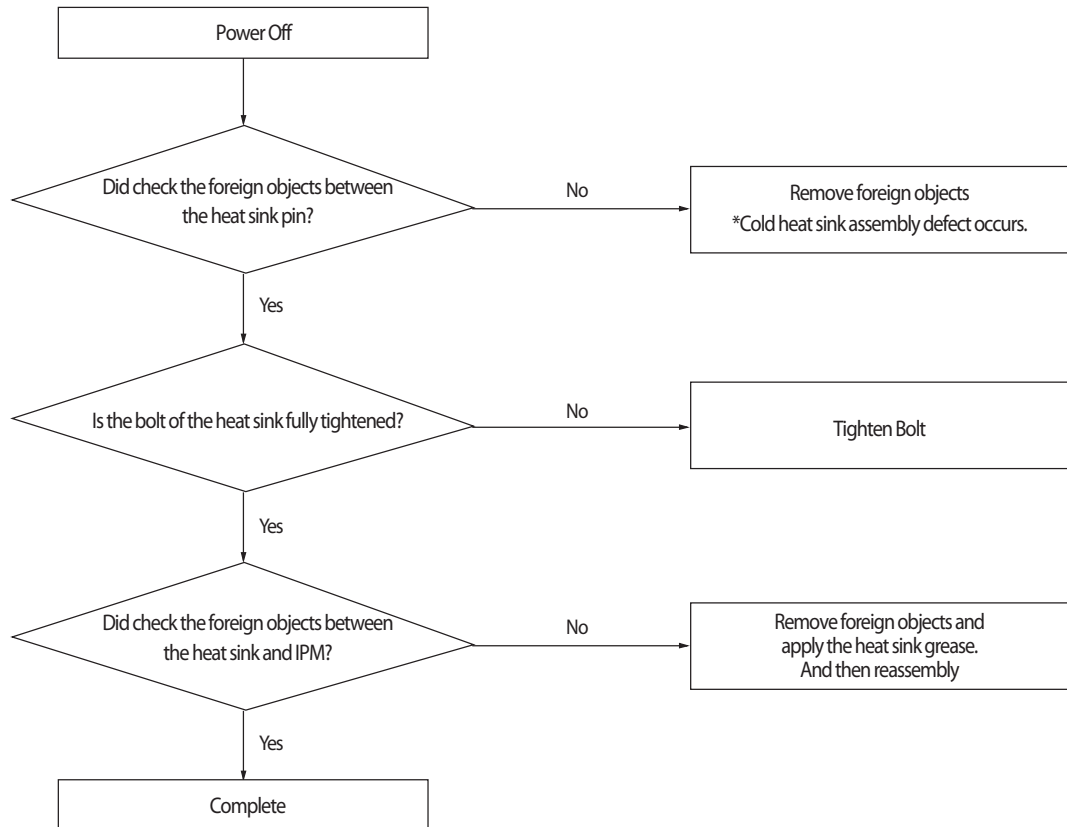 Power Off
Did check the foreign objects between
the heat sink pin?
No
Remove foreign objects
*Cold heat sink assembly defect occurs.
Yes
Is the bolt of the heat sink fully tightened?
No
Tighten Bolt
Yes
Did check the foreign objects between
the heat sink and IPM?
No
Remove foreign objects and
apply the heat sink grease.
And then reassembly
Yes
Complete